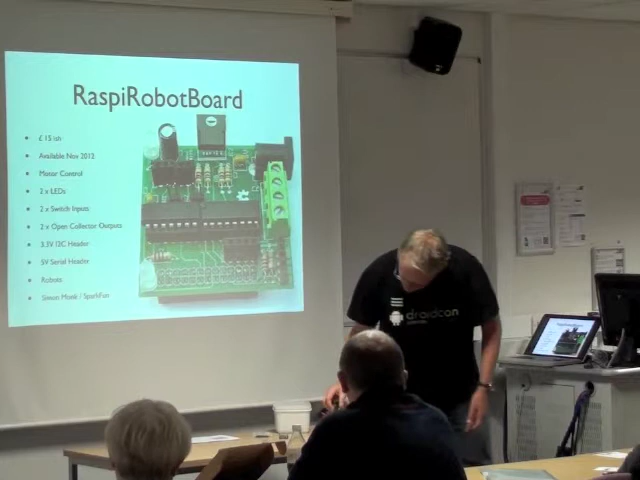 RaspiRobotBoard
• £ 15 ish
• Available Nov 2012
• Motor Control
• 2 x LEDs
• 2 x Switch Inputs
• 2 x Open Collector Outputs
• 3.3V I2C Header
• 5V Serial Header
• Robots
• Simon Monk / SparkFun
droidcon
RaspiRobotBoard